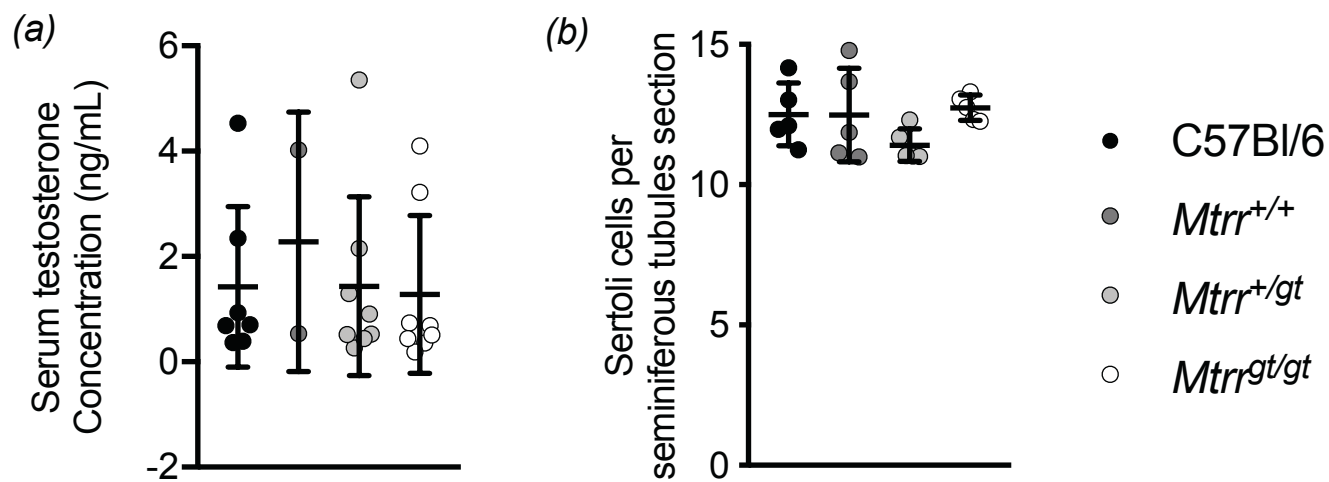 (a)
Serum testosterone
Concentration (ng/mL)
6
4
2
0
-2
(b)
Sertoli cells per
seminiferous tubules section
15
10
5
0
C57Bl/6
Mtrr+/+
Mtrr+/gt
Mtrrgt/gt